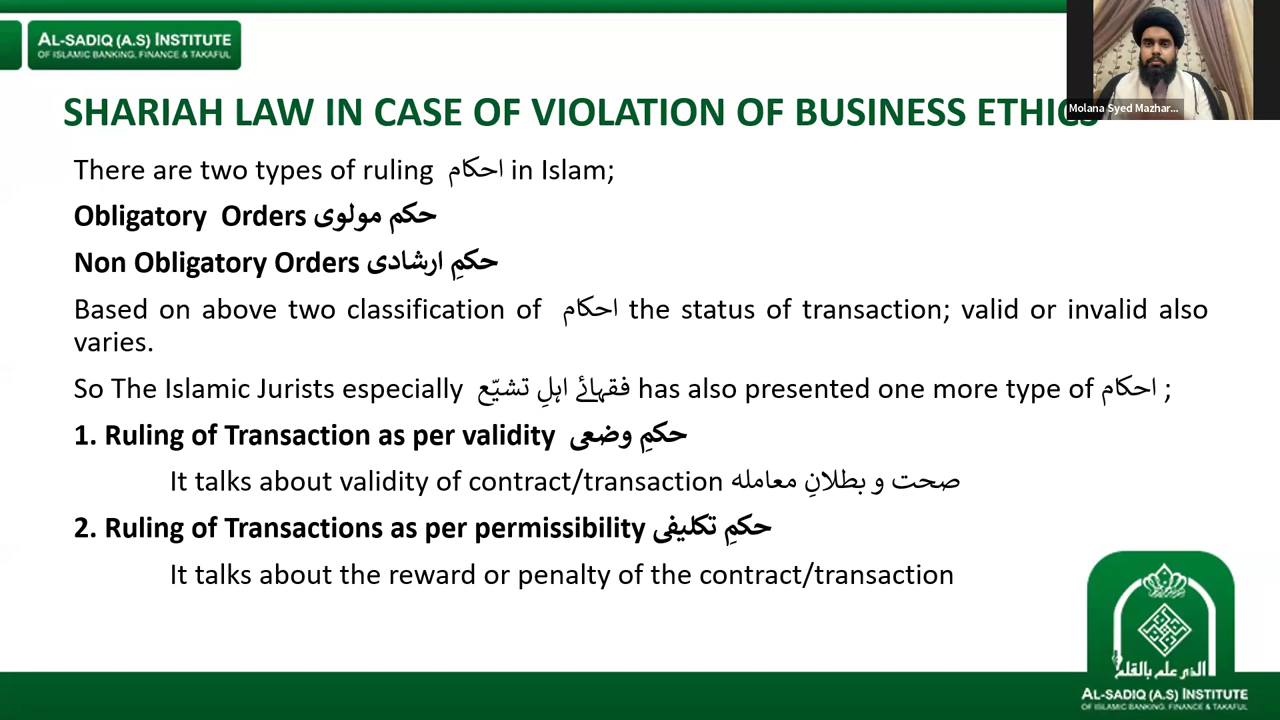 AL-SADIQ (A.S) INSTITUTE
OF ISLAMIC BANKING, FINANCE & TAKAFUL
Molana Syed Mazhar...
SHARIAH LAW IN CASE OF VIOLATION OF BUSINESS ETHICS
There are two types of ruling احکام in Islam;
Obligatory Orders حکم مولوی
Non Obligatory Orders حکمِ ارشادی
Based on above two classification of احکام the status of transaction; valid or invalid also
varies.
So The Islamic Jurists especially فقہائے اہلِ تشیّع has also presented one more type of احکام ;
1. Ruling of Transaction as per validity حکمِ وضعی
It talks about validity of contract/transaction صحت و بطلانِ معاملہ
2. Ruling of Transactions as per permissibility حکمِ تکلیفی
It talks about the reward or penalty of the contract/transaction
الذي علم بالقلم
AL-SADIQ (A.S) INSTITUTE
OF ISLAMIC BANKING, FINANCE & TAKAFUL